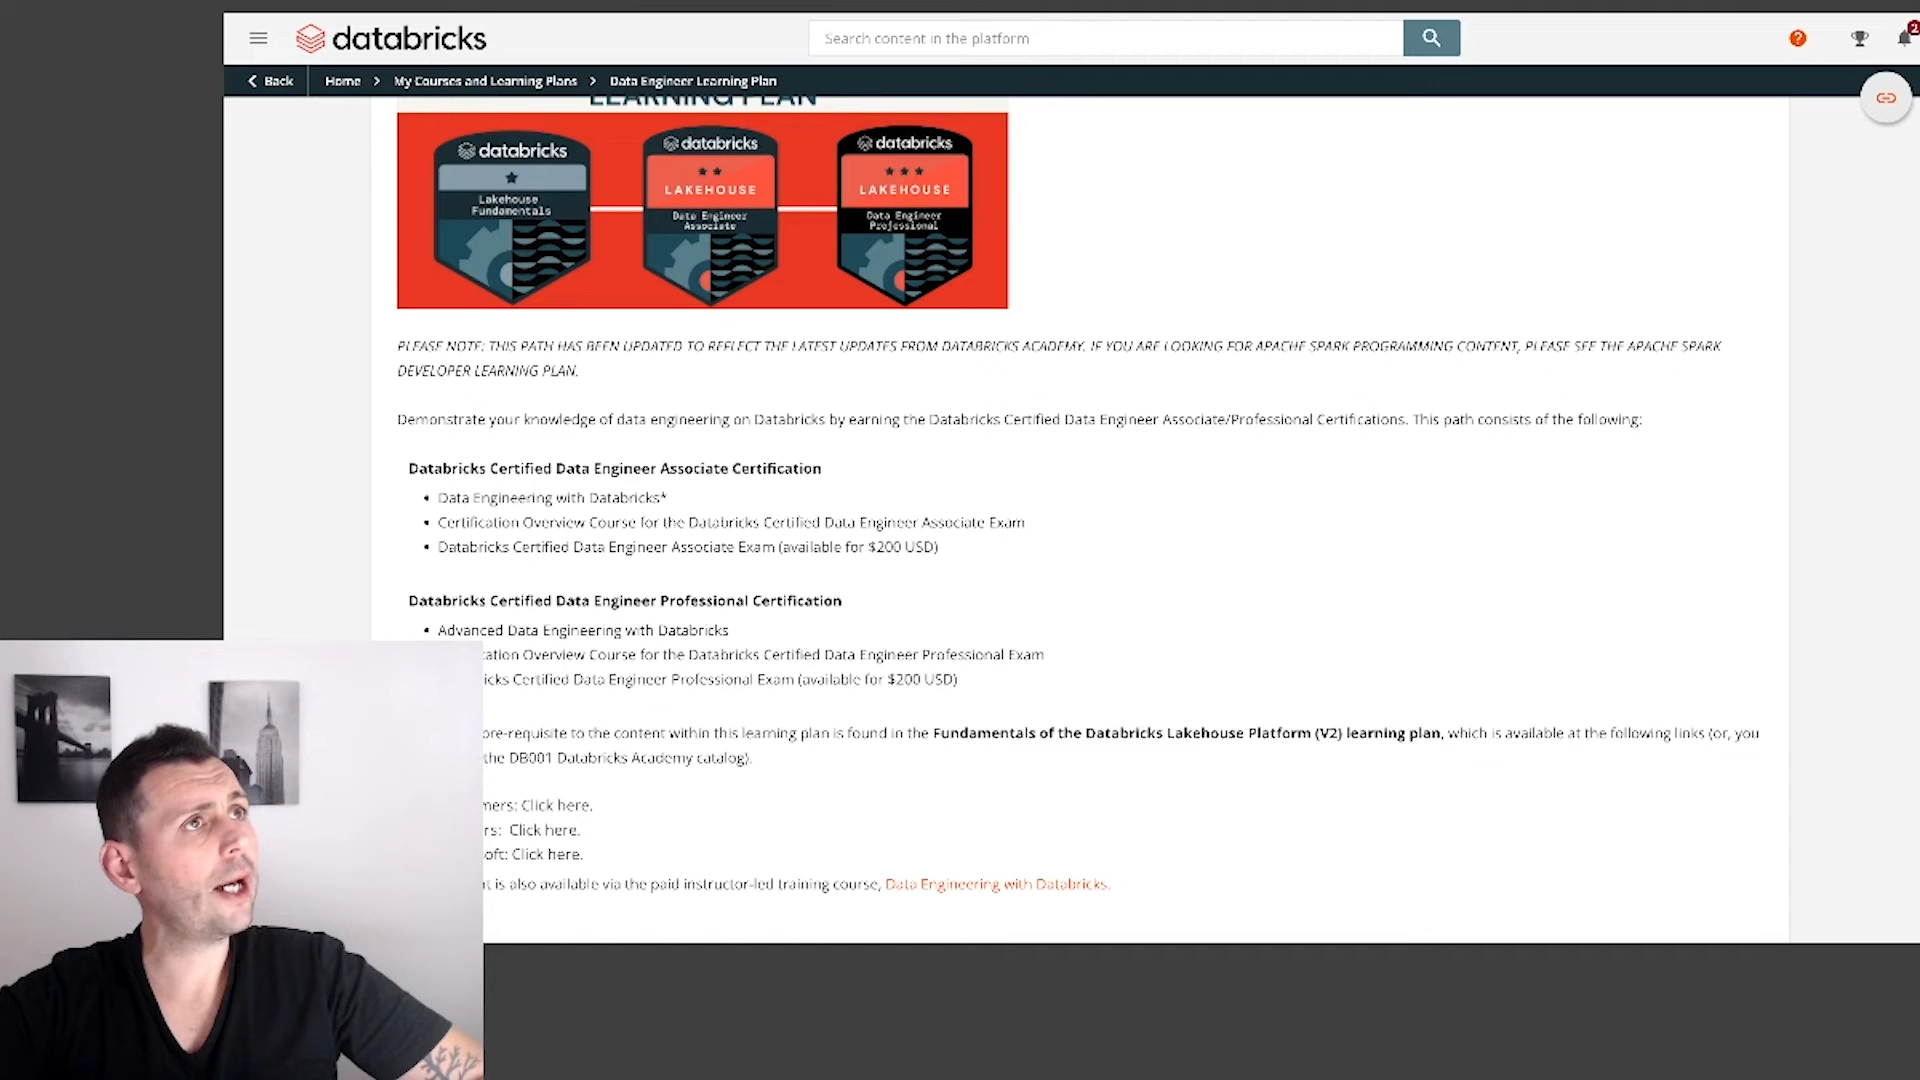 databricks
Search content in the platform
2
Back
Home > My Courses and Learning Plans > Data Engineer Learning Plan
LEARNING PLAN
databricks
Lakehouse
Fundamentals
databricks
LAKEHOUSE
Data Engineer
Associate
databricks
LAKEHOUSE
Data Engineer
Professional
PLEASE NOTE: THIS PATH HAS BEEN UPDATED TO REFLECT THE LATEST UPDATES FROM DATABRICKS ACADEMY. IF YOU ARE LOOKING FOR APACHE SPARK PROGRAMMING CONTENT, PLEASE SEE THE APACHE SPARK
DEVELOPER LEARNING PLAN.
Demonstrate your knowledge of data engineering on Databricks by earning the Databricks Certified Data Engineer Associate/Professional Certifications. This path consists of the following:
Databricks Certified Data Engineer Associate Certification
• Data Engineering with Databricks*
• Certification Overview Course for the Databricks Certified Data Engineer Associate Exam
• Databricks Certified Data Engineer Associate Exam (available for $200 USD)
Databricks Certified Data Engineer Professional Certification
• Advanced Data Engineering with Databricks
ication Overview Course for the Databricks Certified Data Engineer Professional Exam
icks Certified Data Engineer Professional Exam (available for $200 USD)
pre-requisite to the content within this learning plan is found in the Fundamentals of the Databricks Lakehouse Platform (V2) learning plan, which is available at the following links (or, you
the DB001 Databricks Academy catalog).
mers: Click here.
rs: Click here.
oft: Click here.
t is also available via the paid instructor-led training course, Data Engineering with Databricks.